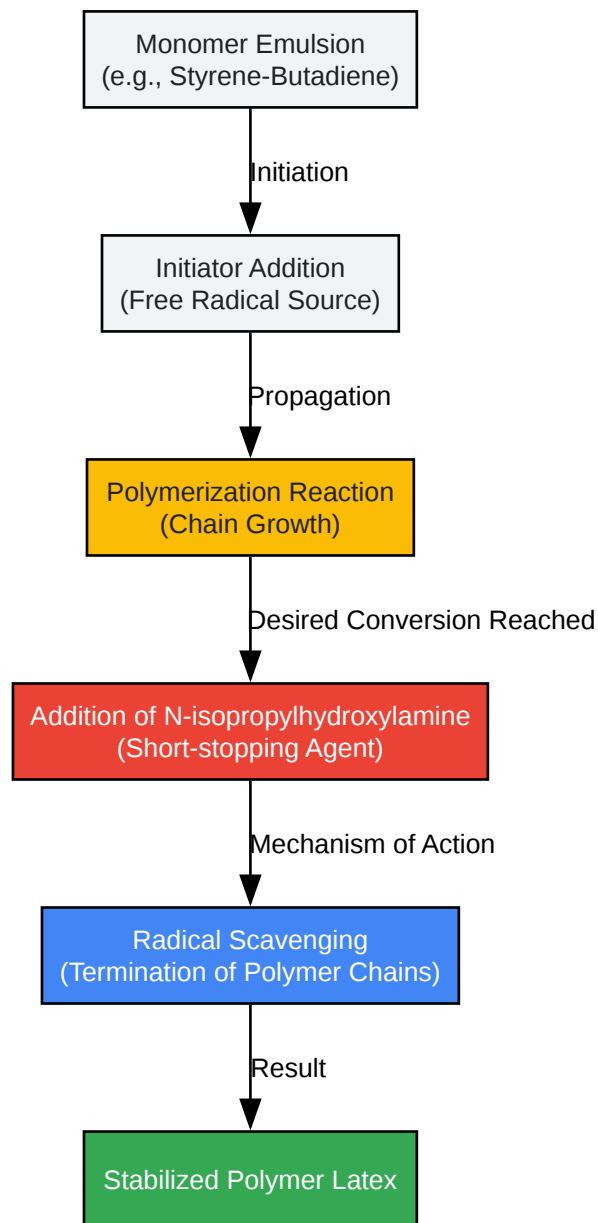 Monomer Emulsion
(e.g., Styrene-Butadiene)
Initiation
Initiator Addition
(Free Radical Source)
Propagation
Polymerization Reaction
(Chain Growth)
Desired Conversion Reached
Addition of N-isopropylhydroxylamine
(Short-stopping Agent)
Mechanism of Action
Radical Scavenging
(Termination of Polymer Chains)
Result
Stabilized Polymer Latex